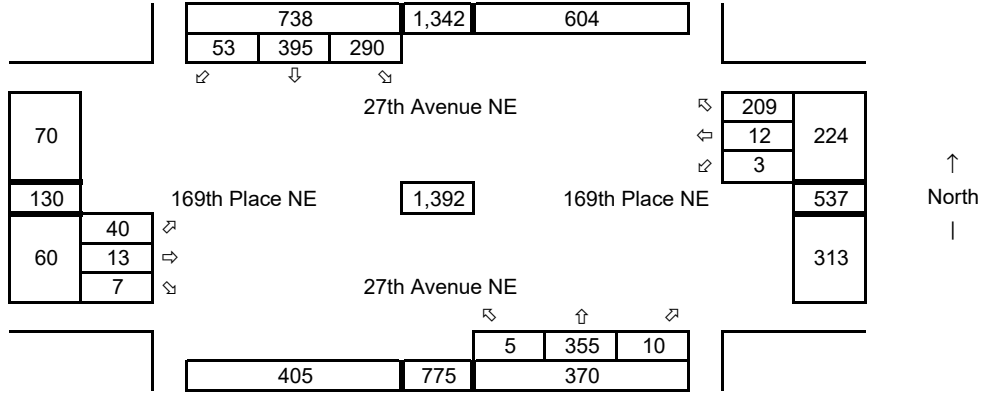 738 1,342 604
53 395 290
⬃ ⇩ ⬂
27th Avenue NE
⬁ 209
70 ⇦ 12 224
⬃ 3 ↑
130 169th Place NE 1,392 169th Place NE 537 North
40 ⬀ |
60 13 ⇨ 313
7 ⬂ 27th Avenue NE
⬁ ⇧ ⬀
5 355 10
405 775 370